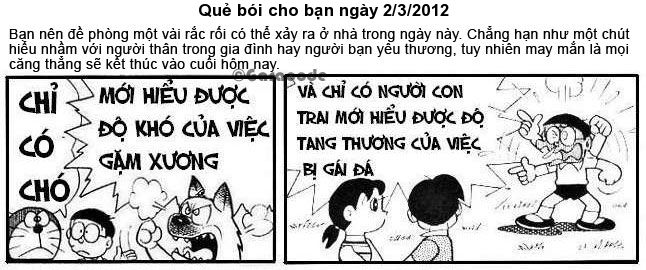 Quẻ bói cho bạn ngày 2/3/2012
Bạn nên đề phòng một vài rắc rối có thể xảy ra ở nhà trong ngày này. Chẳng hạn như một chút
hiểu nhầm với người thân trong gia đình hay người bạn yêu thương, tuy nhiên may mắn là mọi
căng thẳng sẽ kết thúc vào cuối hôm nay.
CHỈ
CÓ
CHÓ
MỚI HIỂU ĐƯỢC
ĐỘ KHÓ CỦA VIỆC
GẶM XƯƠNG
VÀ CHỈ CÓ NGƯỜI CON
TRAI MỚI HIỂU ĐƯỢC ĐỘ
TANG THƯƠNG CỦA VIỆC
BỊ GÁI ĐÁ